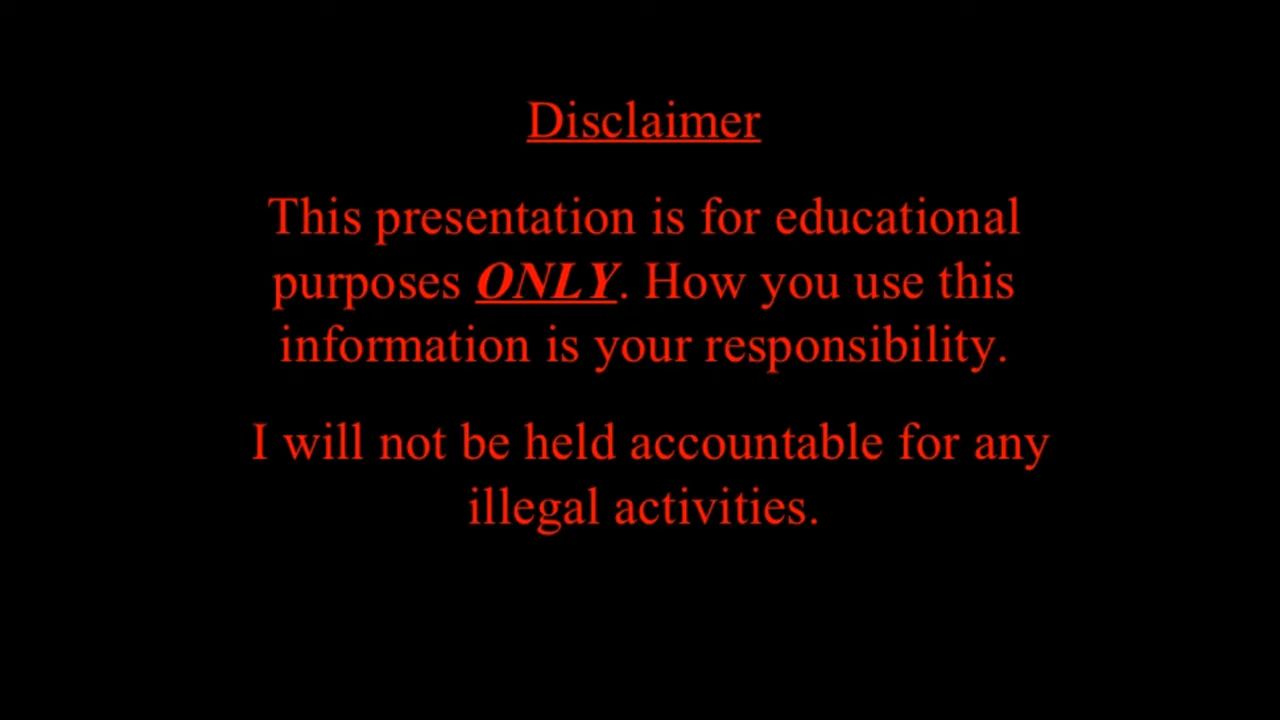 Disclaimer
This presentation is for educational
purposes ONLY. How you use this
information is your responsibility.
I will not be held accountable for any
illegal activities.